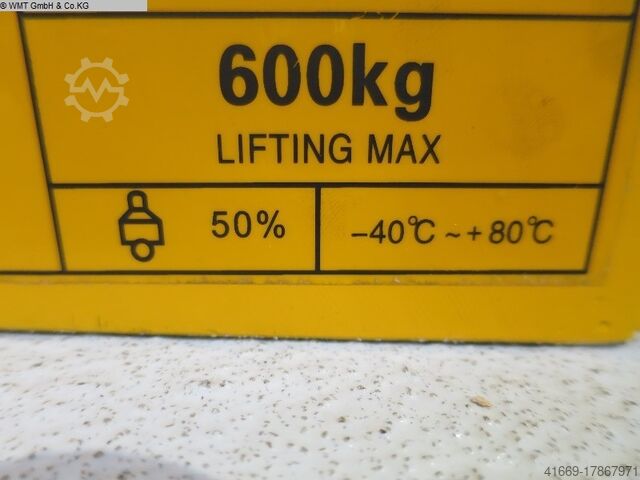 © WMT GmbH & Co.KG
600kg
LIFTING MAX
50%
-40℃ ~ +80℃
41669-17867971